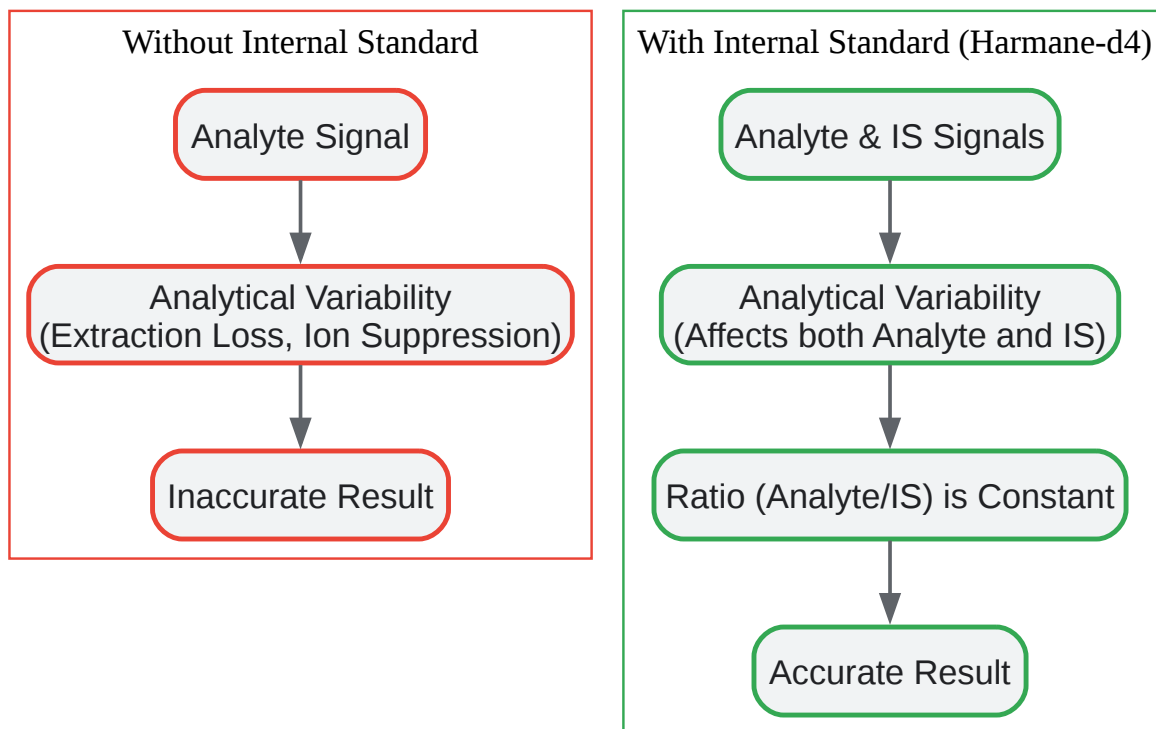 Without Internal Standard
Analyte Signal
Analytical Variability
(Extraction Loss, Ion Suppression)
Inaccurate Result
With Internal Standard (Harmane-d4)
Analyte & IS Signals
Analytical Variability
(Affects both Analyte and IS)
Ratio (Analyte/IS) is Constant
Accurate Result